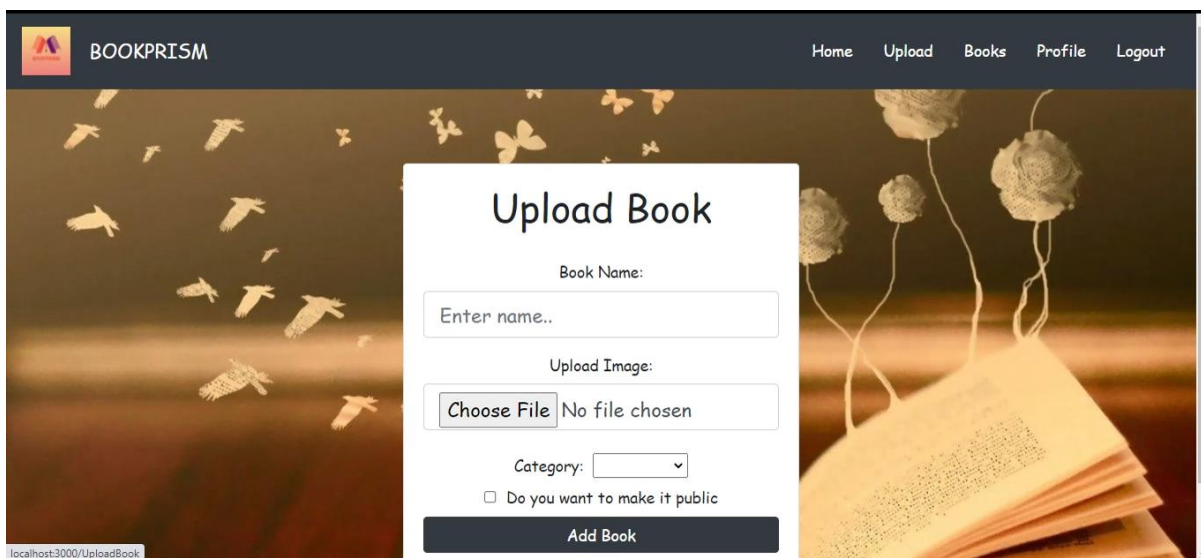 BOOKPRISM
Home Upload Books Profile Logout
Upload Book
Book Name:
Enter name..
Upload Image:
Choose File No file chosen
Category:
Do you want to make it public
Add Book
localhost:3000/UploadBook